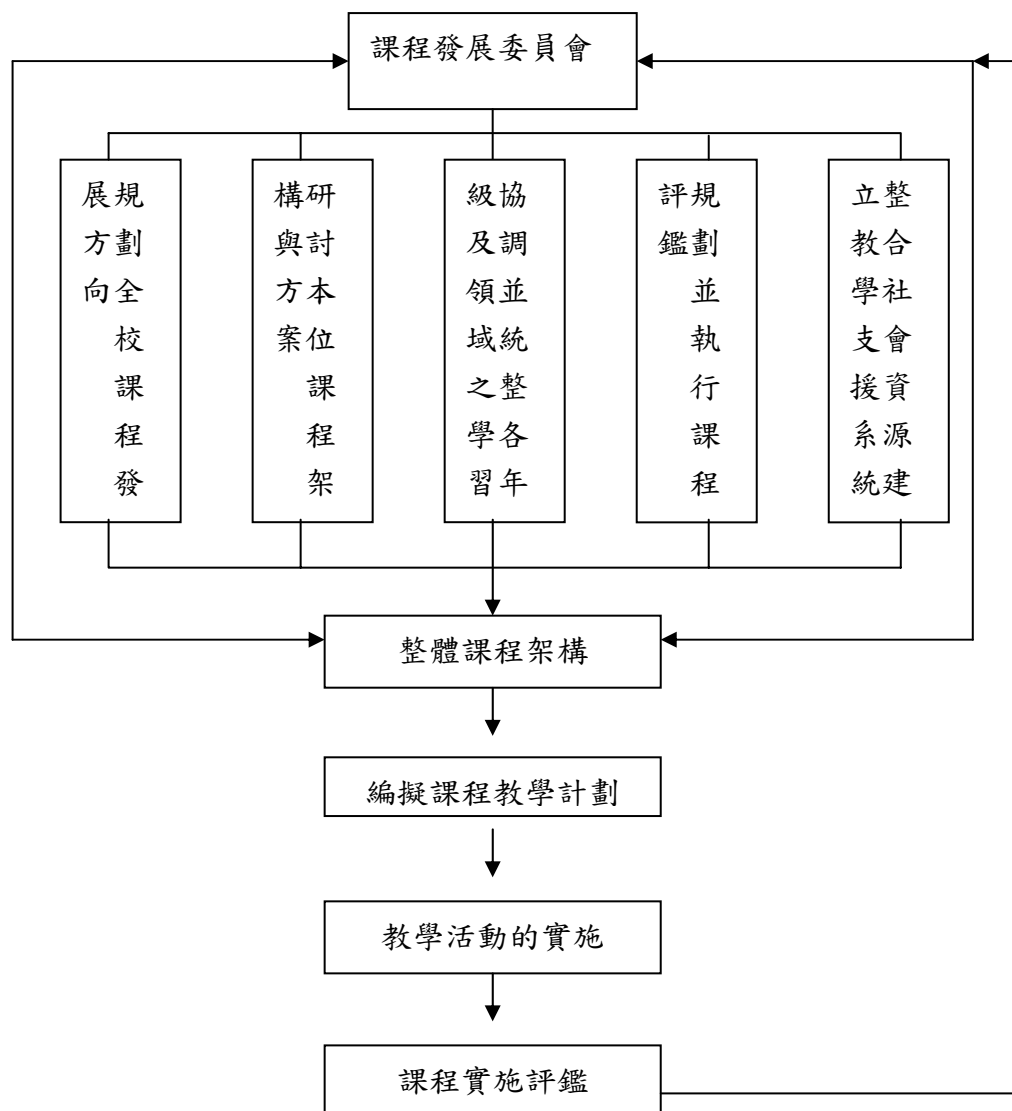 課程發展委員會
規劃全校課程發
展方向
研討本位課程架
構與方案
協調並統整各年
級及領域之學習
規劃並執行課程
評鑑
整合社會資源建
立教學支援系統
整體課程架構
編擬課程教學計劃
教學活動的實施
課程實施評鑑